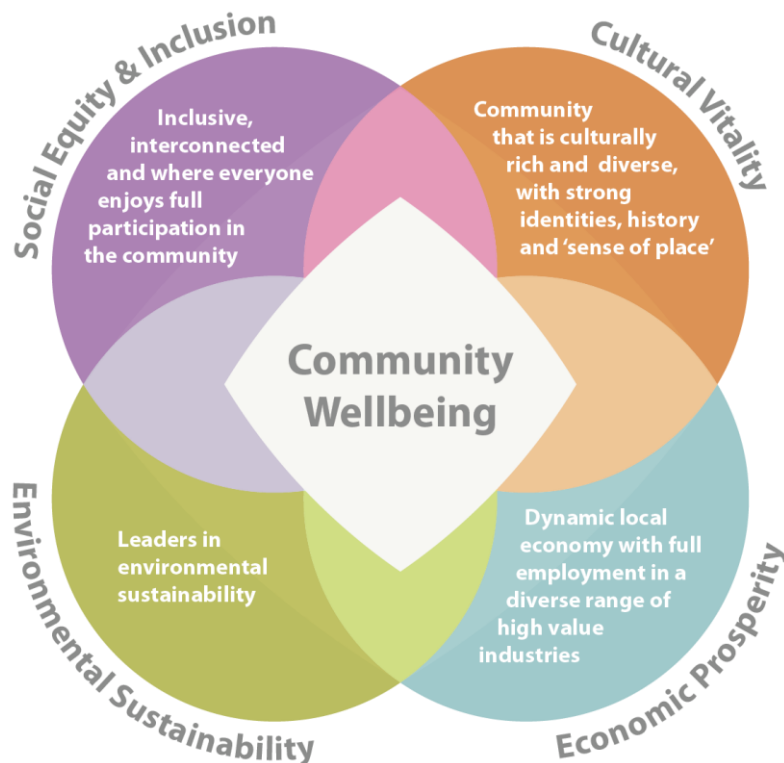 Social Equity & Inclusion
Cultural Vitality
Inclusive,
interconnected
and where everyone
enjoys full
participation in
the community
Community
that is culturally
rich and diverse,
with strong
identities, history
and ‘sense of place’
Community
Wellbeing
Leaders in
environmental
sustainability
Dynamic local
economy with full
employment in a
diverse range of
high value
industries
Environmental Sustainability
Economic Prosperity